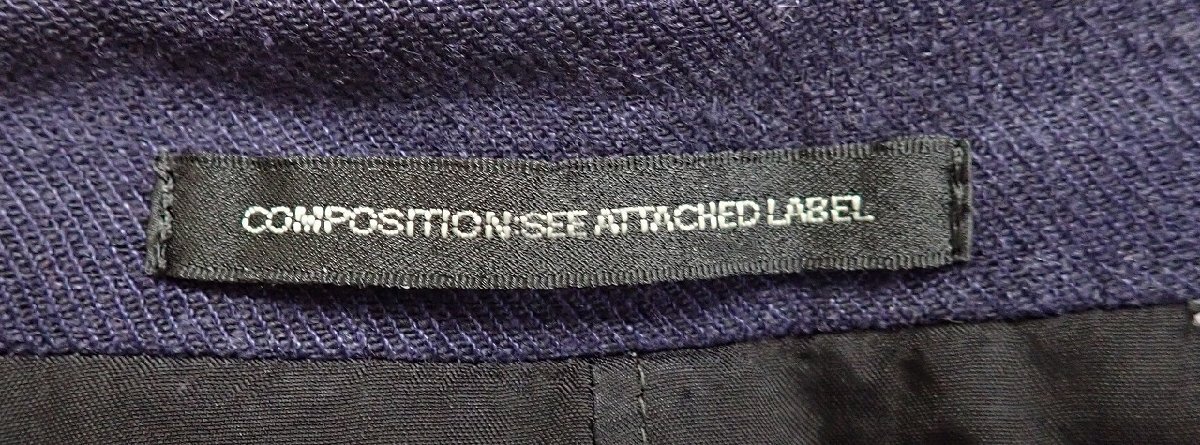 COMPOSITION:SEE ATTACHED LABEL